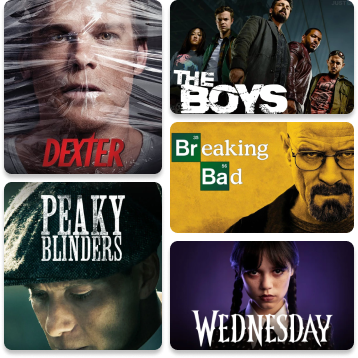 DEXTER
THE
BOYS
Breaking
Bad
PEAKY
BLINDERS
WEDNESDAY